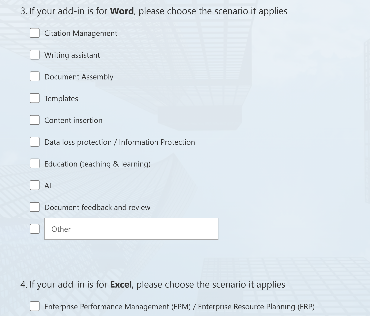 3. If your add-in is for Word, please choose the scenario it applies
Citation Management
Writing assistant
Document Assembly
Templates
Content insertion
Data loss protection / Information Protection
Education (teaching & learning)
AI
Document feedback and review
Other
4. If your add-in is for Excel, please choose the scenario it applies
Enterprise Performance Management (EPM) / Enterprise Resource Planning (ERP)